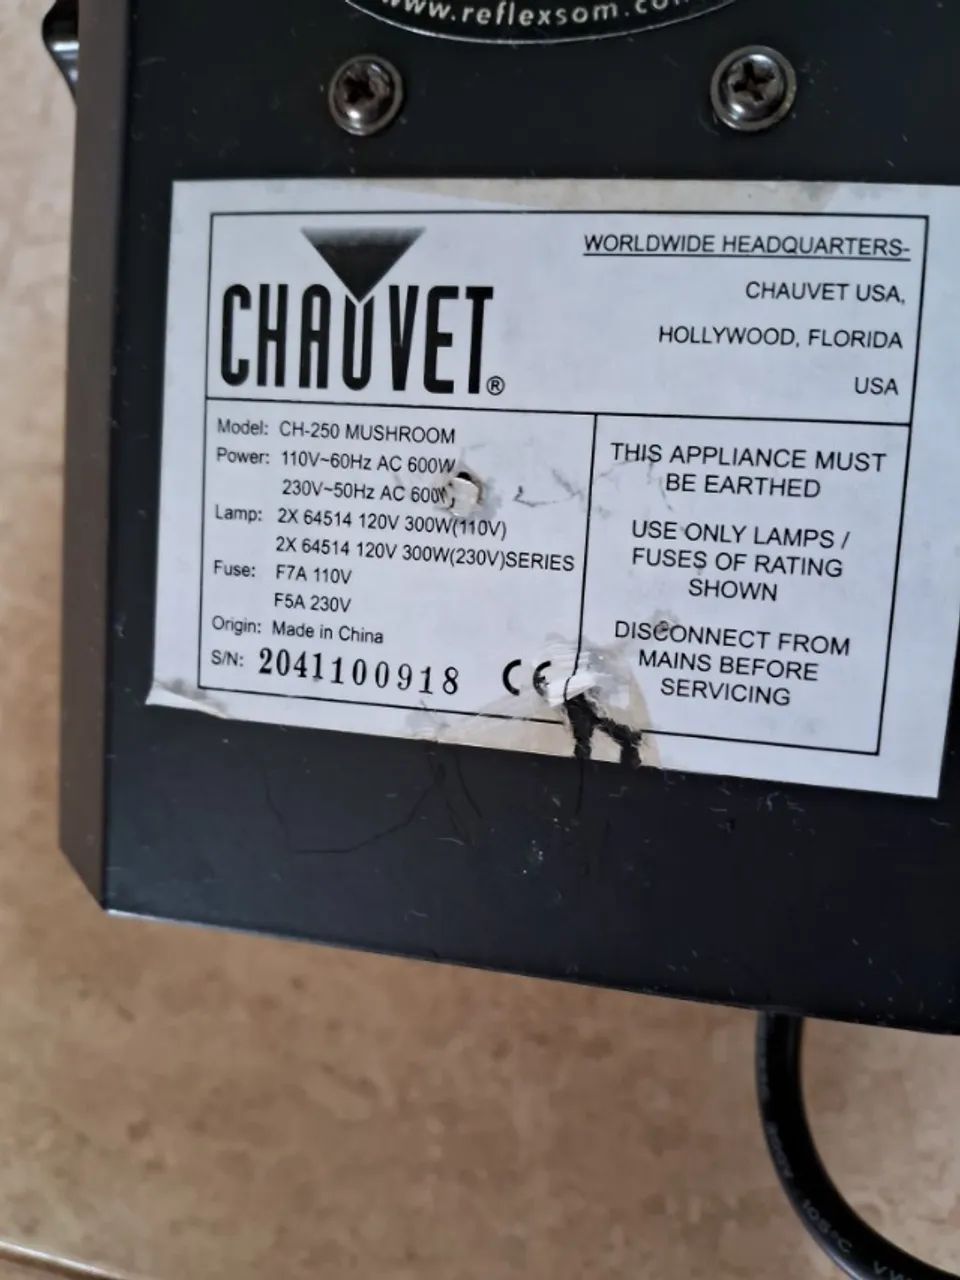 www.reflexsom.co
CHAUVET®
WORLDWIDE HEADQUARTERS-
CHAUVET USA,
HOLLYWOOD, FLORIDA
USA
Model: CH-250 MUSHROOM
Power: 110V~60Hz AC 600W
230V~50Hz AC 600W
Lamp: 2X 64514 120V 300W(110V)
2X 64514 120V 300W(230V)SERIES
Fuse: F7A 110V
F5A 230V
Origin: Made in China
S/N: 2041100918
CE
THIS APPLIANCE MUST
BE EARTHED
USE ONLY LAMPS /
FUSES OF RATING
SHOWN
DISCONNECT FROM
MAINS BEFORE
SERVICING
105°C